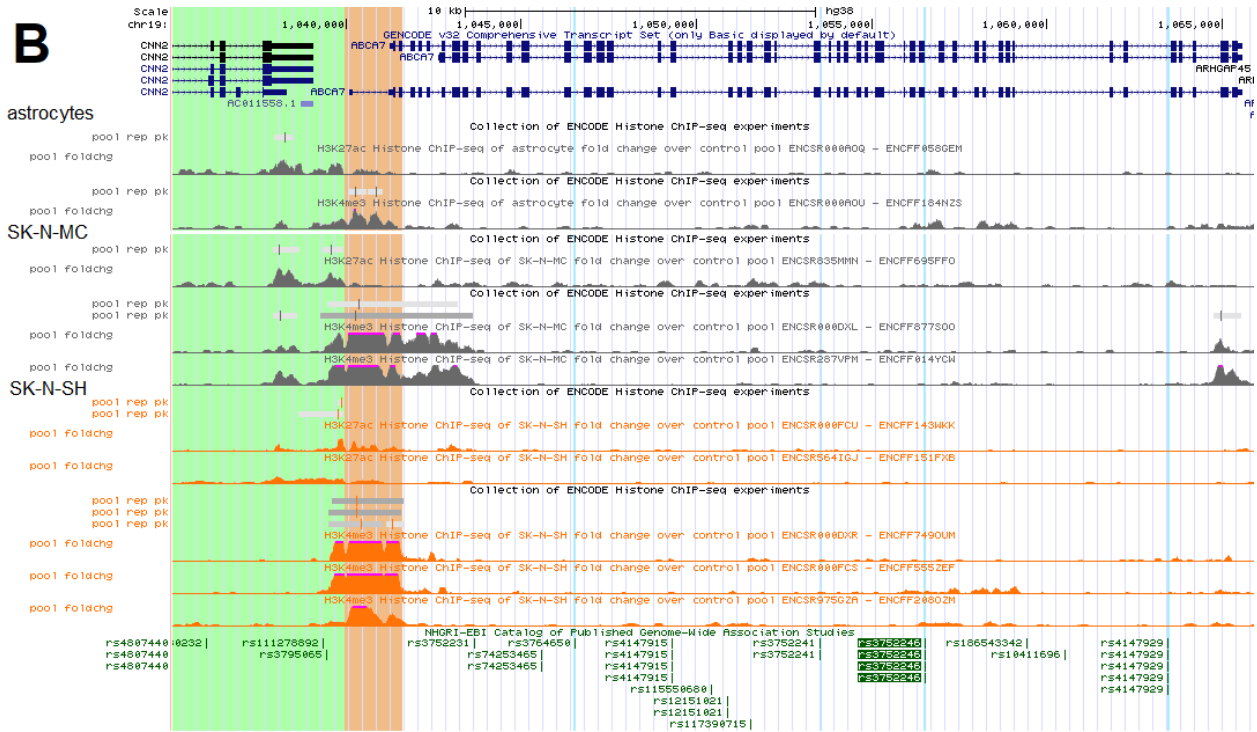 B
Scale 10 kb hg38
chr19: 1,040,000 1,045,000 1,050,000 1,055,000 1,060,000 1,065,000
GENCODE v32 Comprehensive Transcript Set (only Basic displayed by default)
CNN2 ABCA7
CNN2 ABCA7
CNN2 ARHGAP45
CNN2
CNN2 ABCA7
AC011558.1
astrocytes
Collection of ENCODE Histone ChIP-seq experiments
pool rep pk
H3K27ac Histone ChIP-seq of astrocyte fold change over control pool ENCSR000AOQ - ENCFF058GEM
pool foldchg
Collection of ENCODE Histone ChIP-seq experiments
pool rep pk
H3K4me3 Histone ChIP-seq of astrocyte fold change over control pool ENCSR000AOU - ENCFF184NZS
pool foldchg
SK-N-MC
Collection of ENCODE Histone ChIP-seq experiments
pool rep pk
H3K27ac Histone ChIP-seq of SK-N-MC fold change over control pool ENCSR835MMN - ENCFF695FFO
pool foldchg
Collection of ENCODE Histone ChIP-seq experiments
pool rep pk
pool rep pk
H3K4me3 Histone ChIP-seq of SK-N-MC fold change over control pool ENCSR000DXL - ENCFF877SOO
pool foldchg
H3K4me3 Histone ChIP-seq of SK-N-MC fold change over control pool ENCSR287VPM - ENCFF014YCW
pool foldchg
SK-N-SH
Collection of ENCODE Histone ChIP-seq experiments
pool rep pk
pool rep pk
H3K27ac Histone ChIP-seq of SK-N-SH fold change over control pool ENCSR000FCU - ENCFF143WKK
pool foldchg
H3K27ac Histone ChIP-seq of SK-N-SH fold change over control pool ENCSR564IGJ - ENCFF151FXB
pool foldchg
Collection of ENCODE Histone ChIP-seq experiments
pool rep pk
pool rep pk
pool rep pk
H3K4me3 Histone ChIP-seq of SK-N-SH fold change over control pool ENCSR000DXR - ENCFF749OUM
pool foldchg
H3K4me3 Histone ChIP-seq of SK-N-SH fold change over control pool ENCSR000FCS - ENCFF555ZEF
pool foldchg
H3K4me3 Histone ChIP-seq of SK-N-SH fold change over control pool ENCSR975GZA - ENCFF208OZM
pool foldchg
NHGRI-EBI Catalog of Published Genome-Wide Association Studies
rs4807440 0232 rs111278892 rs3752231 rs3764650 rs4147915 rs3752241 rs3752246 rs186543342 rs4147929
rs4807440 rs3795065 rs74253465 rs4147915 rs3752241 rs3752246 rs10411696 rs4147929
rs4807440 rs74253465 rs4147915 rs3752246 rs4147929
rs4147915 rs3752246 rs4147929
rs115550680 rs4147929
rs12151021
rs12151021
rs117390715